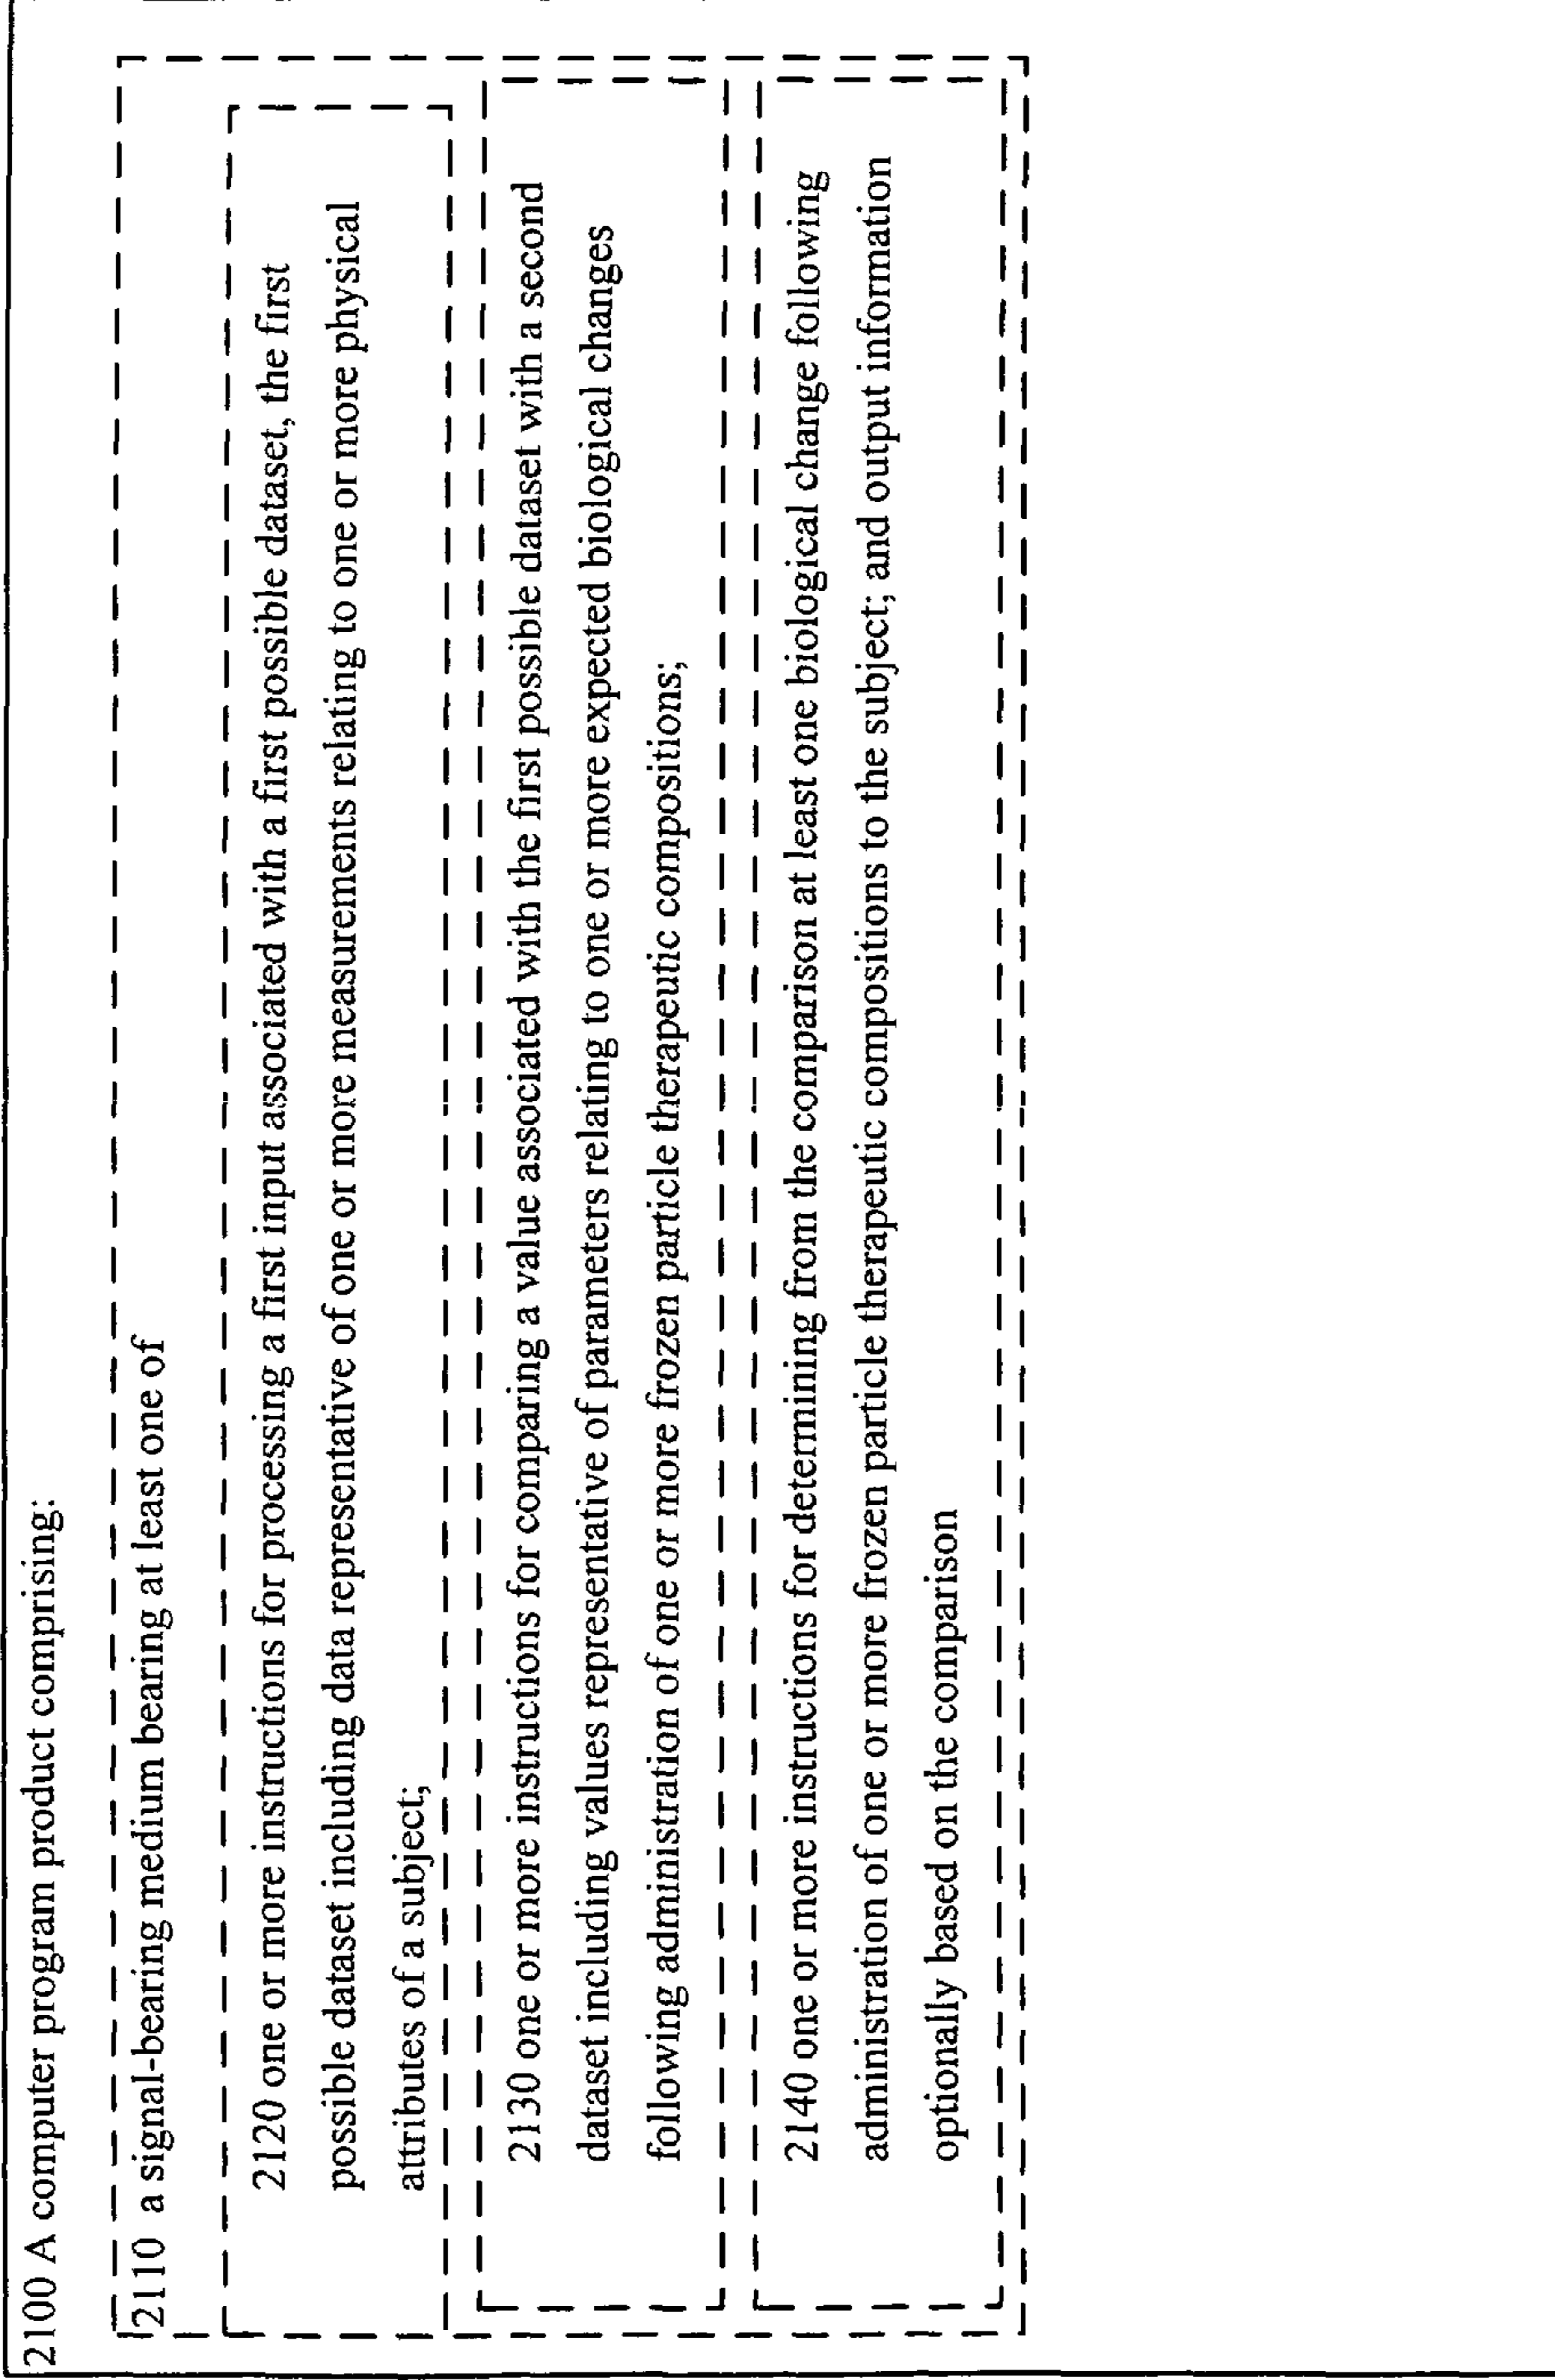 2100 A computer program product comprising:
2110 a signal-bearing medium bearing at least one of
2120 one or more instructions for processing a first input associated with a first possible dataset, the first
possible dataset including data representative of one or more measurements relating to one or more physical
attributes of a subject;
2130 one or more instructions for comparing a value associated with the first possible dataset with a second
dataset including values representative of parameters relating to one or more expected biological changes
following administration of one or more frozen particle therapeutic compositions;
2140 one or more instructions for determining from the comparison at least one biological change following
administration of one or more frozen particle therapeutic compositions to the subject; and output information
optionally based on the comparison